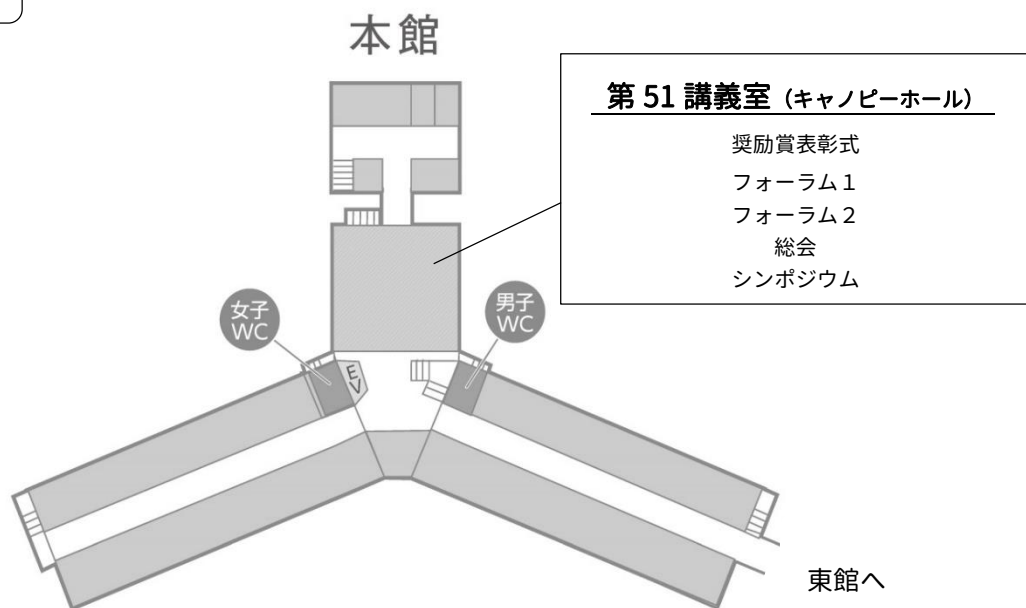 本館
第 51 講義室（キャノピーホール）
奨励賞表彰式
フォーラム１
フォーラム２
総会
シンポジウム
女子
WC
男子
WC
EV
東館へ